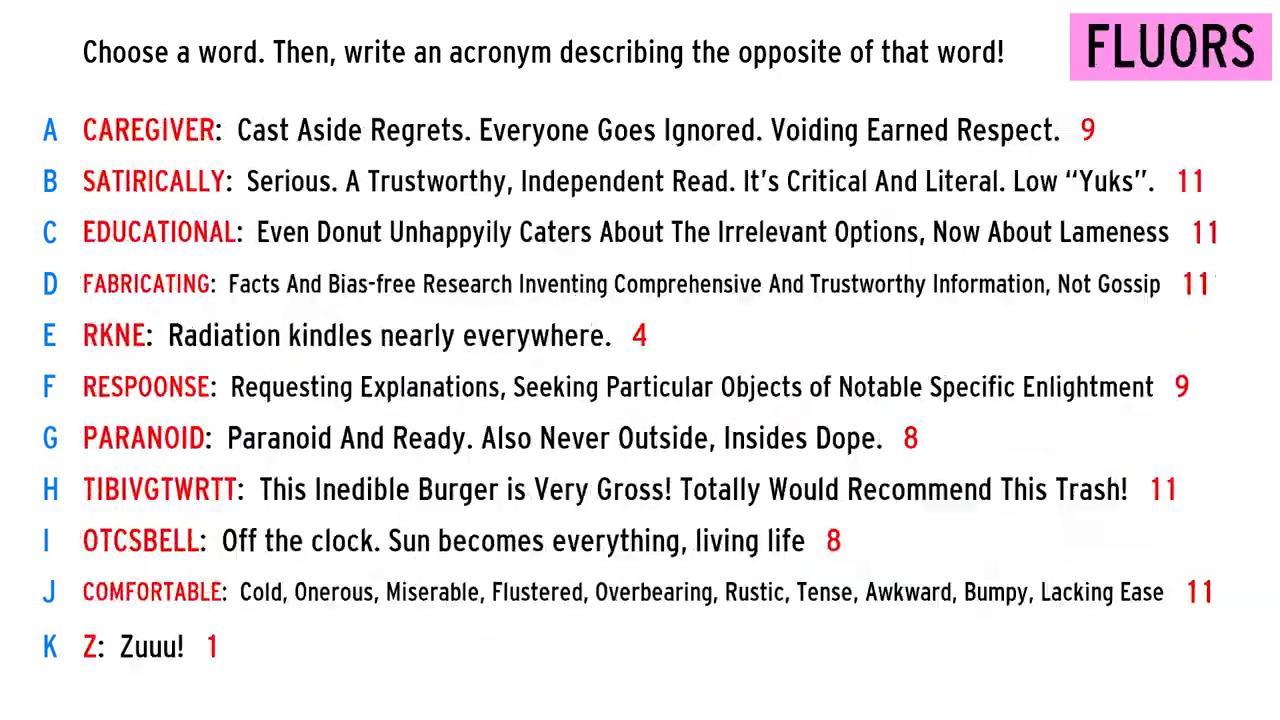 Choose a word. Then, write an acronym describing the opposite of that word!
FLUORS
A CAREGIVER: Cast Aside Regrets. Everyone Goes Ignored. Voiding Earned Respect. 9
B SATIRICALLY: Serious. A Trustworthy, Independent Read. It's Critical And Literal. Low “Yuks”. 11
C EDUCATIONAL: Even Donut Unhappyily Caters About The Irrelevant Options, Now About Lameness 11
D FABRICATING: Facts And Bias-free Research Inventing Comprehensive And Trustworthy Information, Not Gossip 11
E RKNE: Radiation kindles nearly everywhere. 4
F RESPOONSE: Requesting Explanations, Seeking Particular Objects of Notable Specific Enlightment 9
G PARANOID: Paranoid And Ready. Also Never Outside, Insides Dope. 8
H TIBIVGTWRTT: This Inedible Burger is Very Gross! Totally Would Recommend This Trash! 11
I OTCSBELL: Off the clock. Sun becomes everything, living life 8
J COMFORTABLE: Cold, Onerous, Miserable, Flustered, Overbearing, Rustic, Tense, Awkward, Bumpy, Lacking Ease 11
K Z: Zuuu! 1